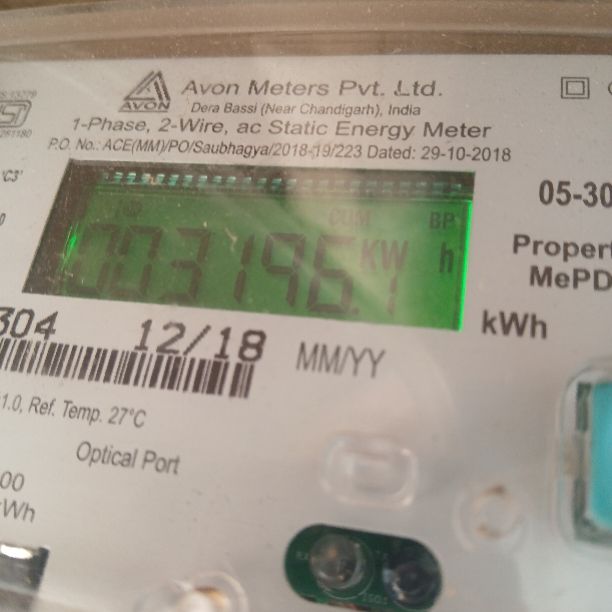 AVON
Avon Meters Pvt. Ltd.
Dera Bassi (Near Chandigarh), India
1-Phase, 2-Wire, ac Static Energy Meter
P.O. No.: ACE(MM)/PO/Saubhagya/2018-19/223 Dated: 29-10-2018
'C3'
05-30
CUM BP
003196.1 KW h
Propert
MePD
kWh
304 12/18 MM/YY
1.0, Ref. Temp. 27°C
Optical Port
00
kWh